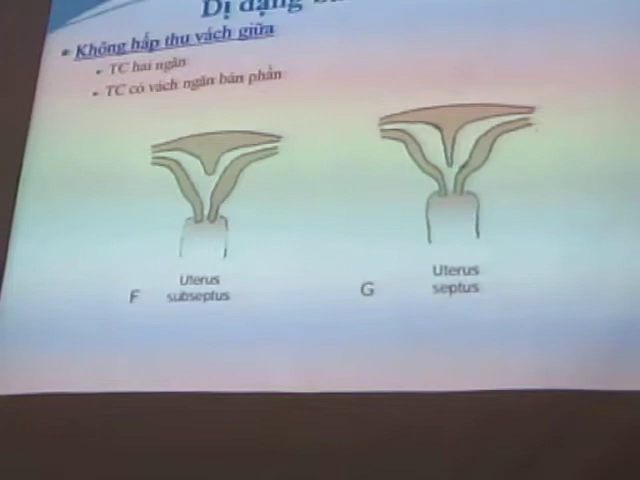 Dị dạng
• Không hấp thu vách giữa
• TC hai ngăn
• TC có vách ngăn bán phần
F
Uterus
subseptus
G
Uterus
septus